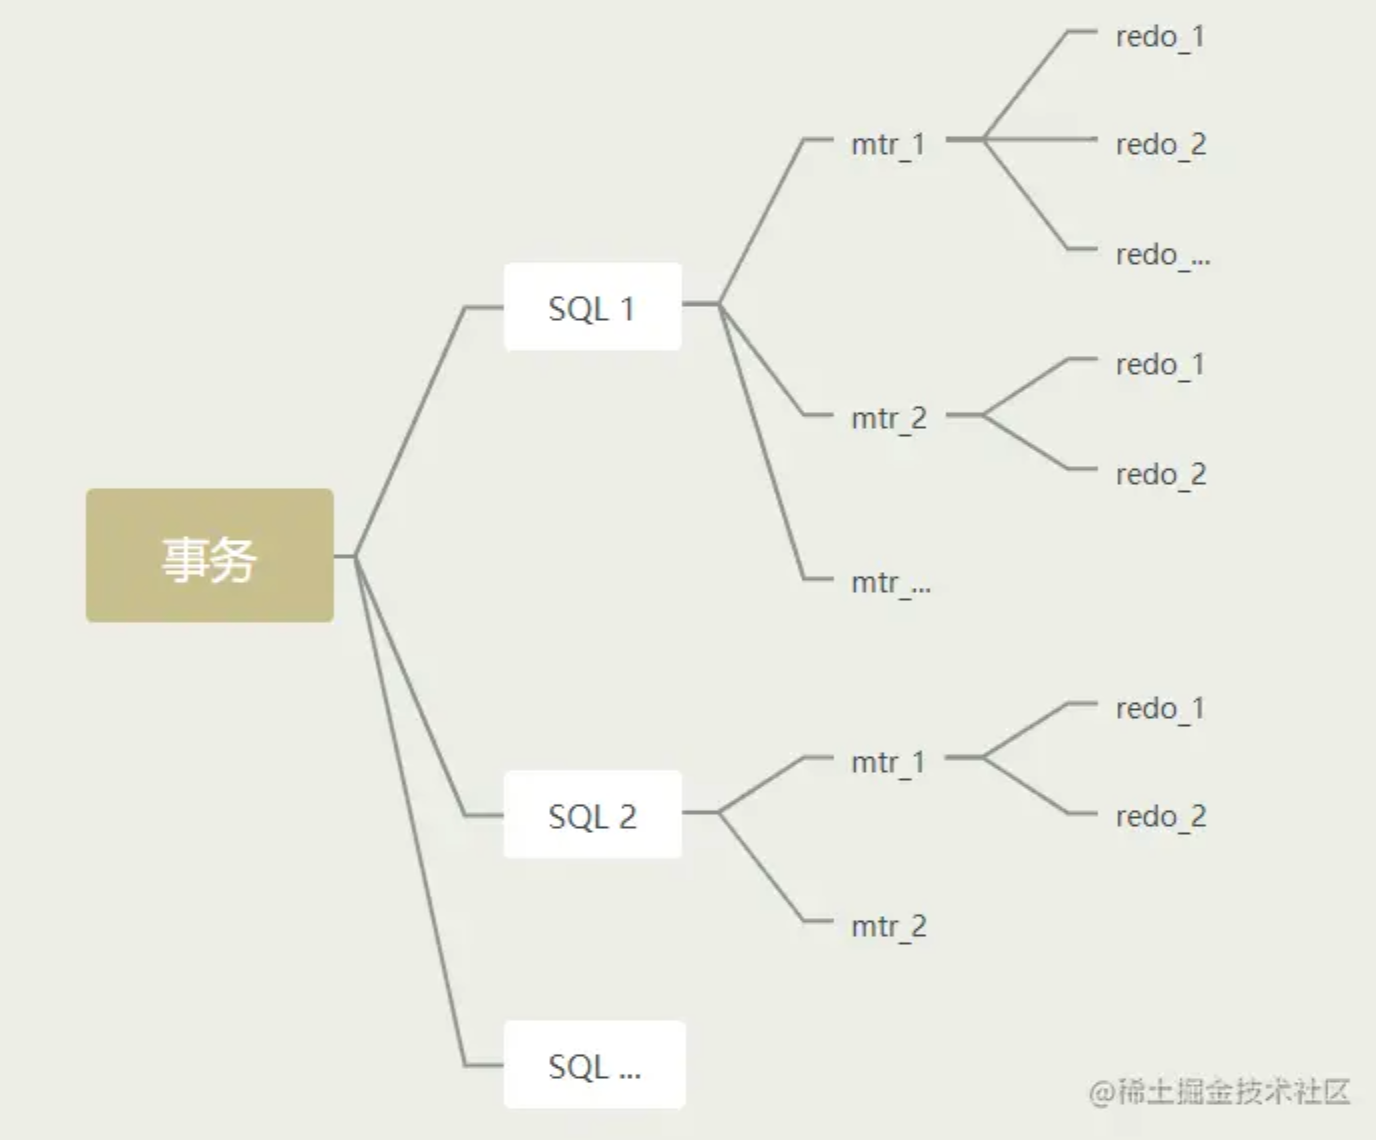 redo_1
mtr_1
redo_2
redo_...
SQL 1
redo_1
mtr_2
redo_2
事务
mtr_...
redo_1
mtr_1
SQL 2
redo_2
mtr_2
SQL ...
@稀土掘金技术社区